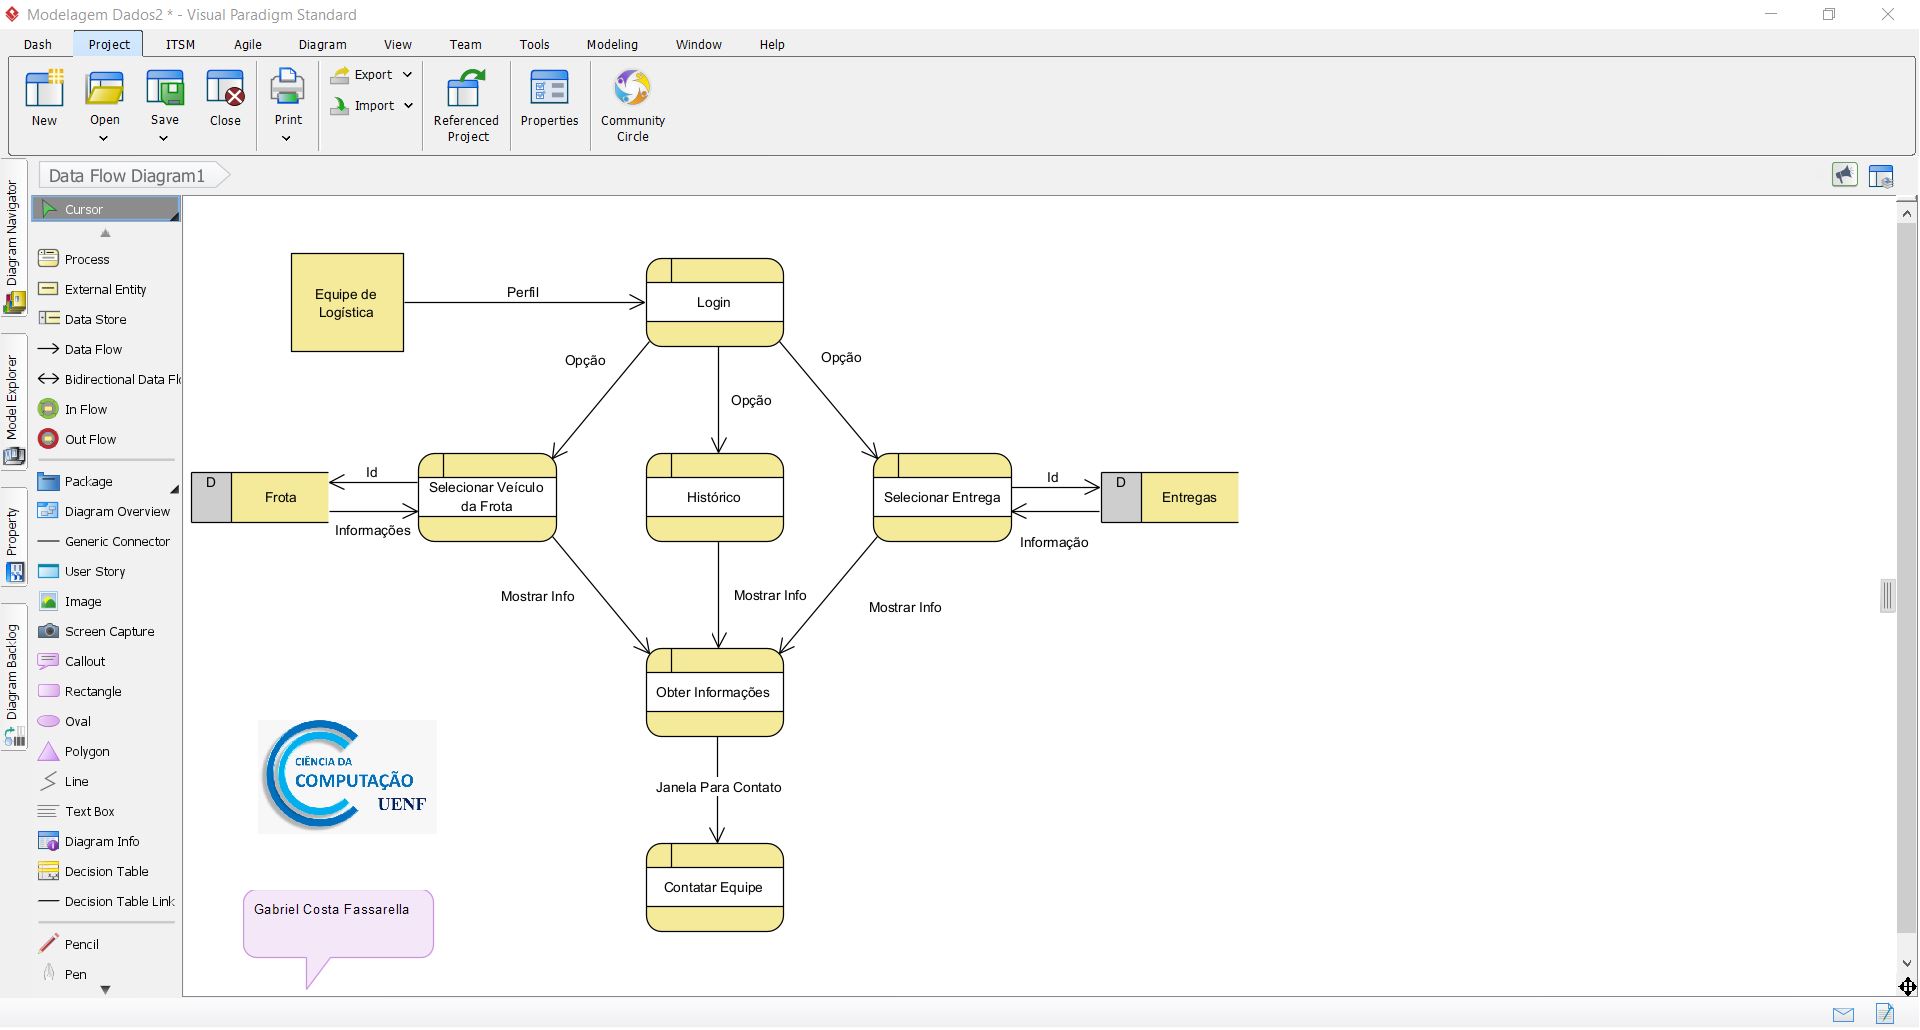 Modelagem Dados2 * - Visual Paradigm Standard
Dash Project ITSM Agile Diagram View Team Tools Modeling Window Help
New
Open
Save
Close
Print
Export
Import
Referenced
Project
Properties
Community
Circle
Data Flow Diagram1
Diagram Navigator
Model Explorer
Property
Diagram Backlog
Cursor
Process
External Entity
Data Store
Data Flow
Bidirectional Data Flo
In Flow
Out Flow
Package
Diagram Overview
Generic Connector
User Story
Image
Screen Capture
Callout
Rectangle
Oval
Polygon
Line
Text Box
Diagram Info
Decision Table
Decision Table Link
Pencil
Pen
Equipe de
Logística
Perfil
Login
Opção
Opção
Opção
D
Frota
Id
Informações
Selecionar Veículo
da Frota
Histórico
Selecionar Entrega
Id
Informação
D
Entregas
Mostrar Info
Mostrar Info
Mostrar Info
Obter Informações
Janela Para Contato
Contatar Equipe
CIÊNCIA DA
COMPUTAÇÃO
UENF
Gabriel Costa Fassarella